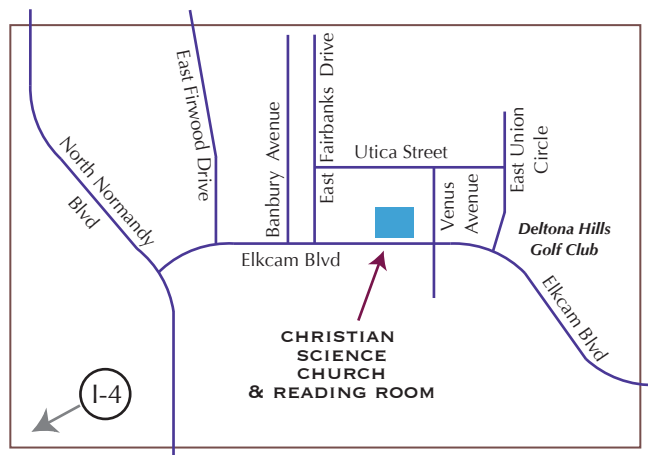 East Firwood Drive
Banbury Avenue
East Fairbanks Drive
North Normandy
Blvd
Utica Street
Venus
Avenue
East Union
Circle
Deltona Hills
Golf Club
Elkcam Blvd
Elkcam Blvd
CHRISTIAN
SCIENCE
CHURCH
& READING ROOM
I-4